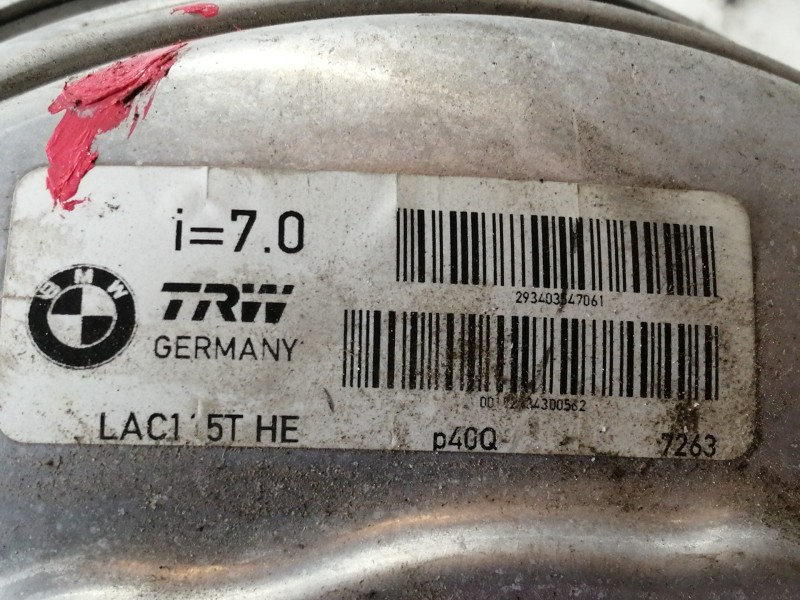 i=7.0
293403547061
BMW
TRW
GERMANY
LAC1 5T HE
p40Q
7263